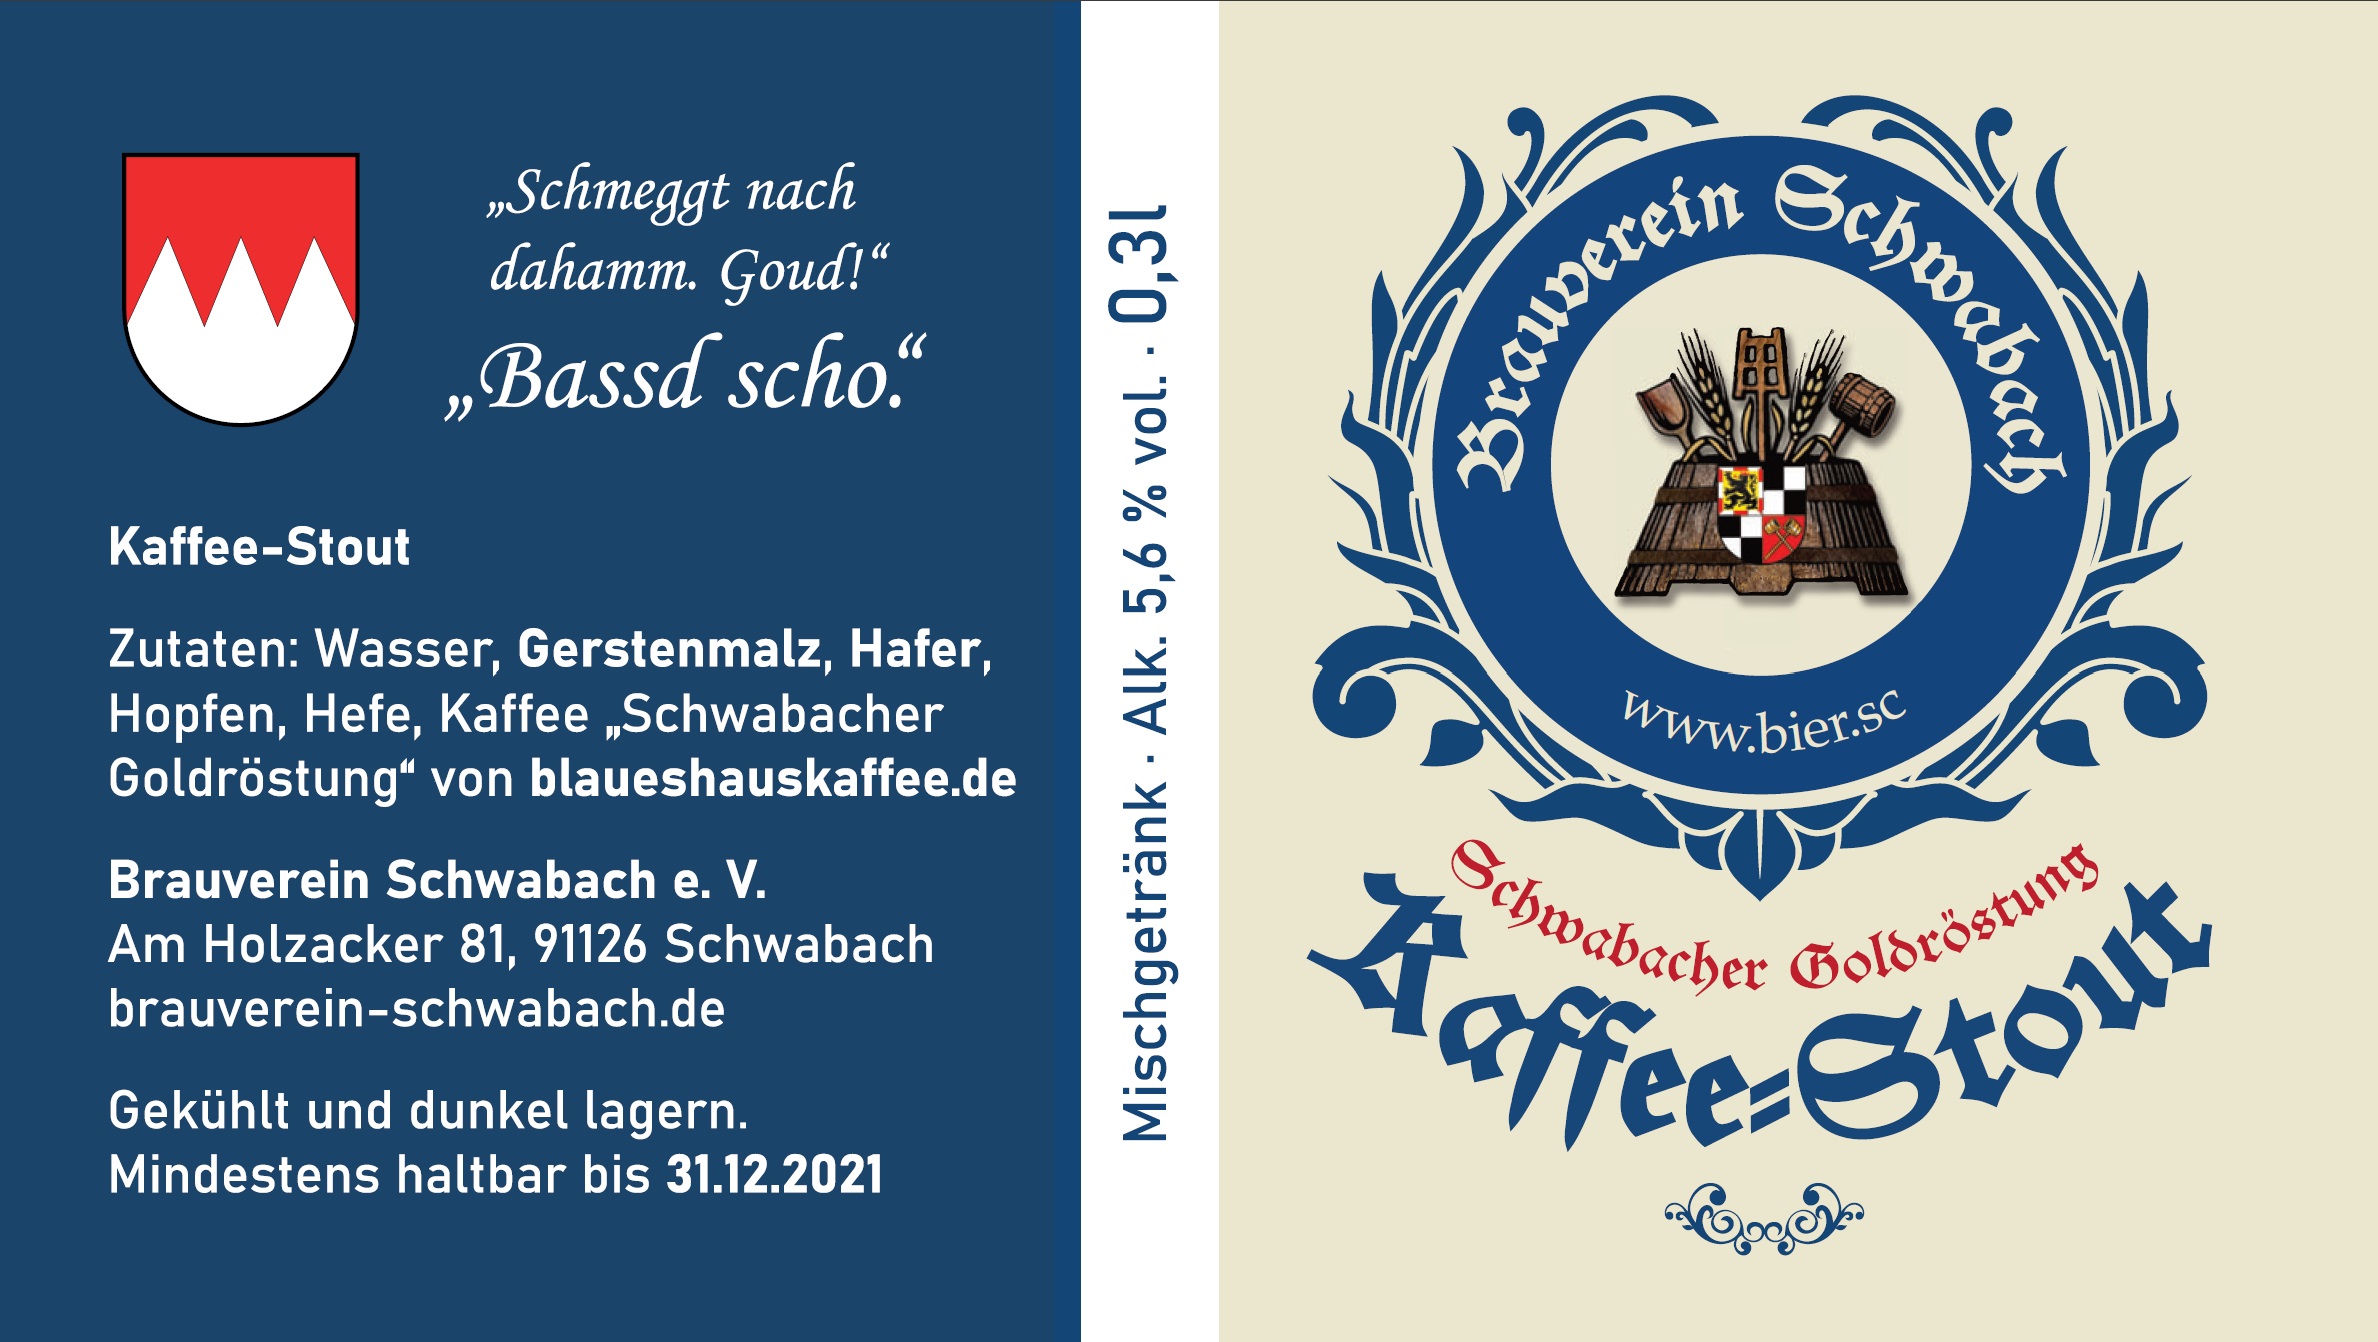 „Schmeggt nach
dahamm. Goud!“
„Bassd scho.“
Kaffee-Stout
Zutaten: Wasser, Gerstenmalz, Hafer,
Hopfen, Hefe, Kaffee „Schwabacher
Goldröstung“ von blaueshauskaffee.de
Brauverein Schwabach e. V.
Am Holzacker 81, 91126 Schwabach
brauverein-schwabach.de
Gekühlt und dunkel lagern.
Mindestens haltbar bis 31.12.2021
Mischgetränk · Alk. 5,6 % vol. · 0,3l
Brauverein Schwabach
www.bier.sc
Schwabacher Goldröstung
Kaffee=Stout